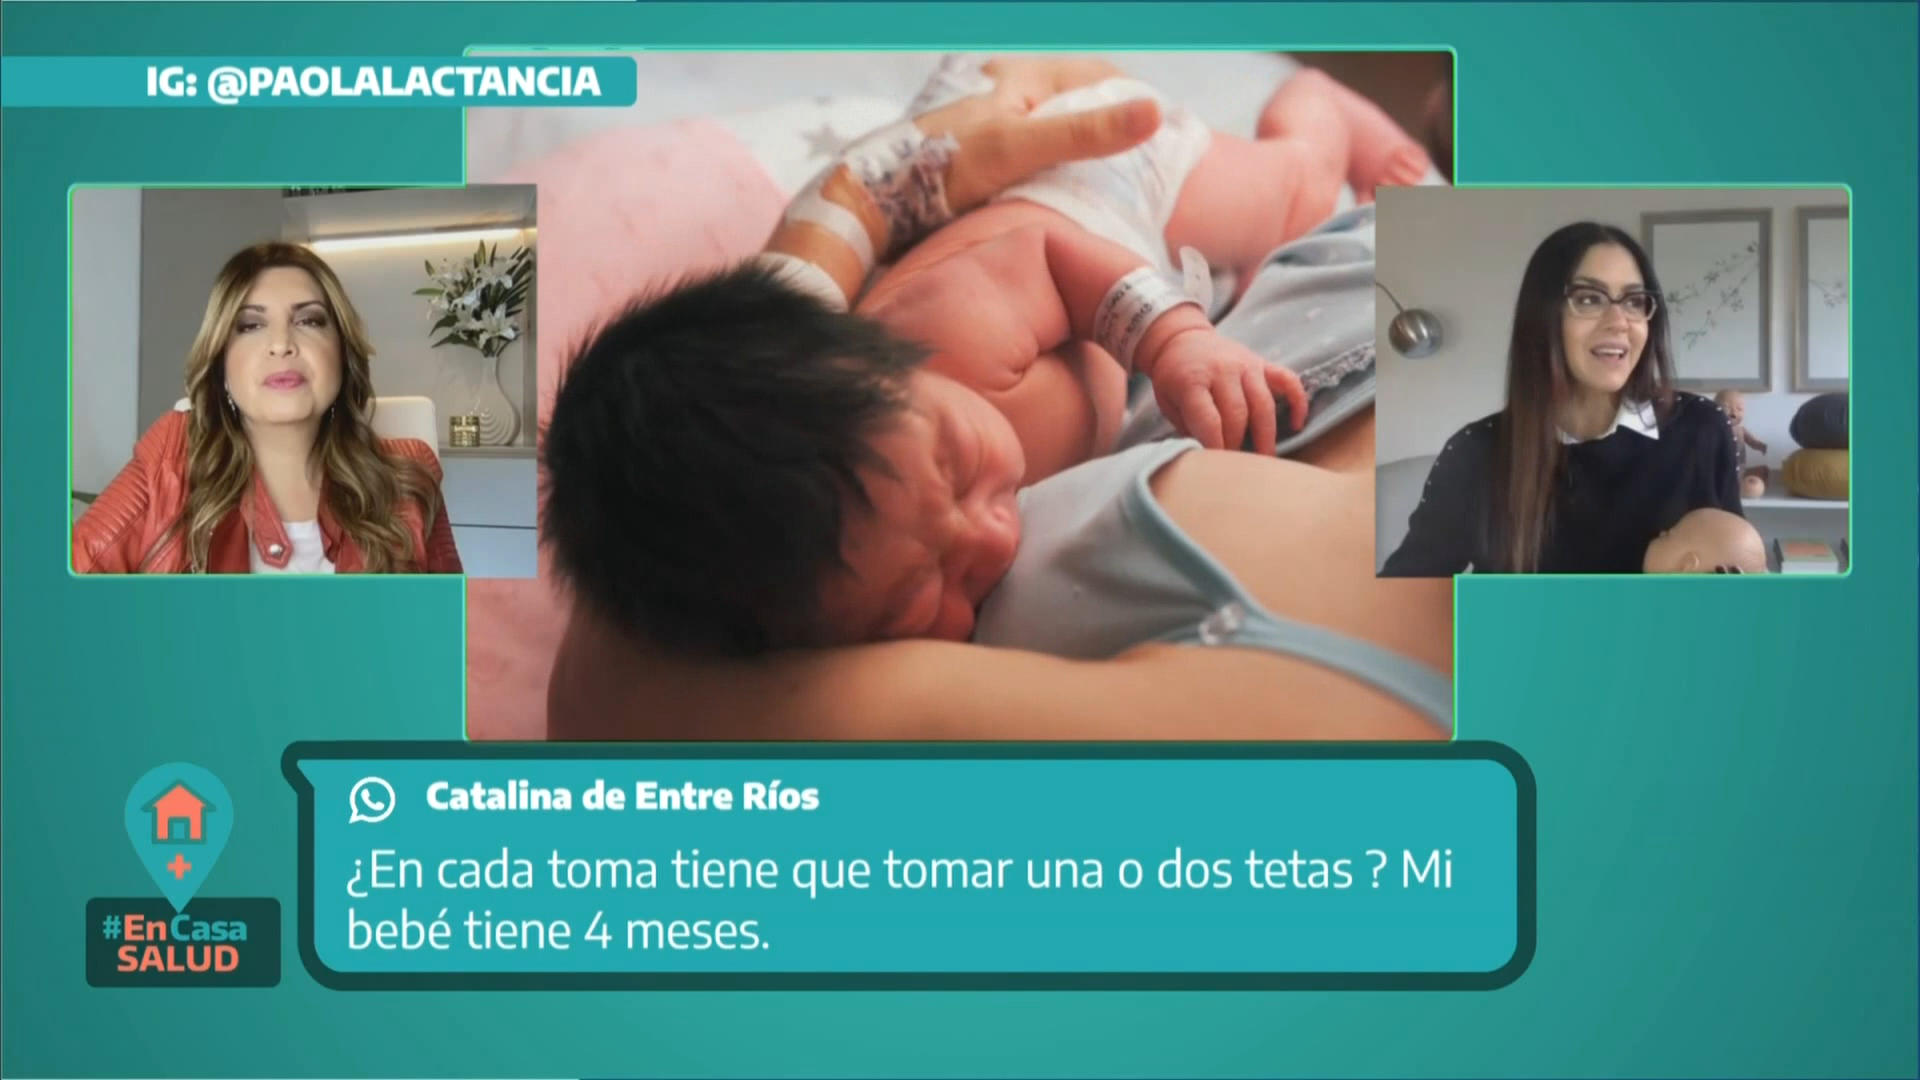 IG: @PAOLALACTANCIA
Catalina de Entre Ríos
¿En cada toma tiene que tomar una o dos tetas ? Mi
bebé tiene 4 meses.
#EnCasa
SALUD